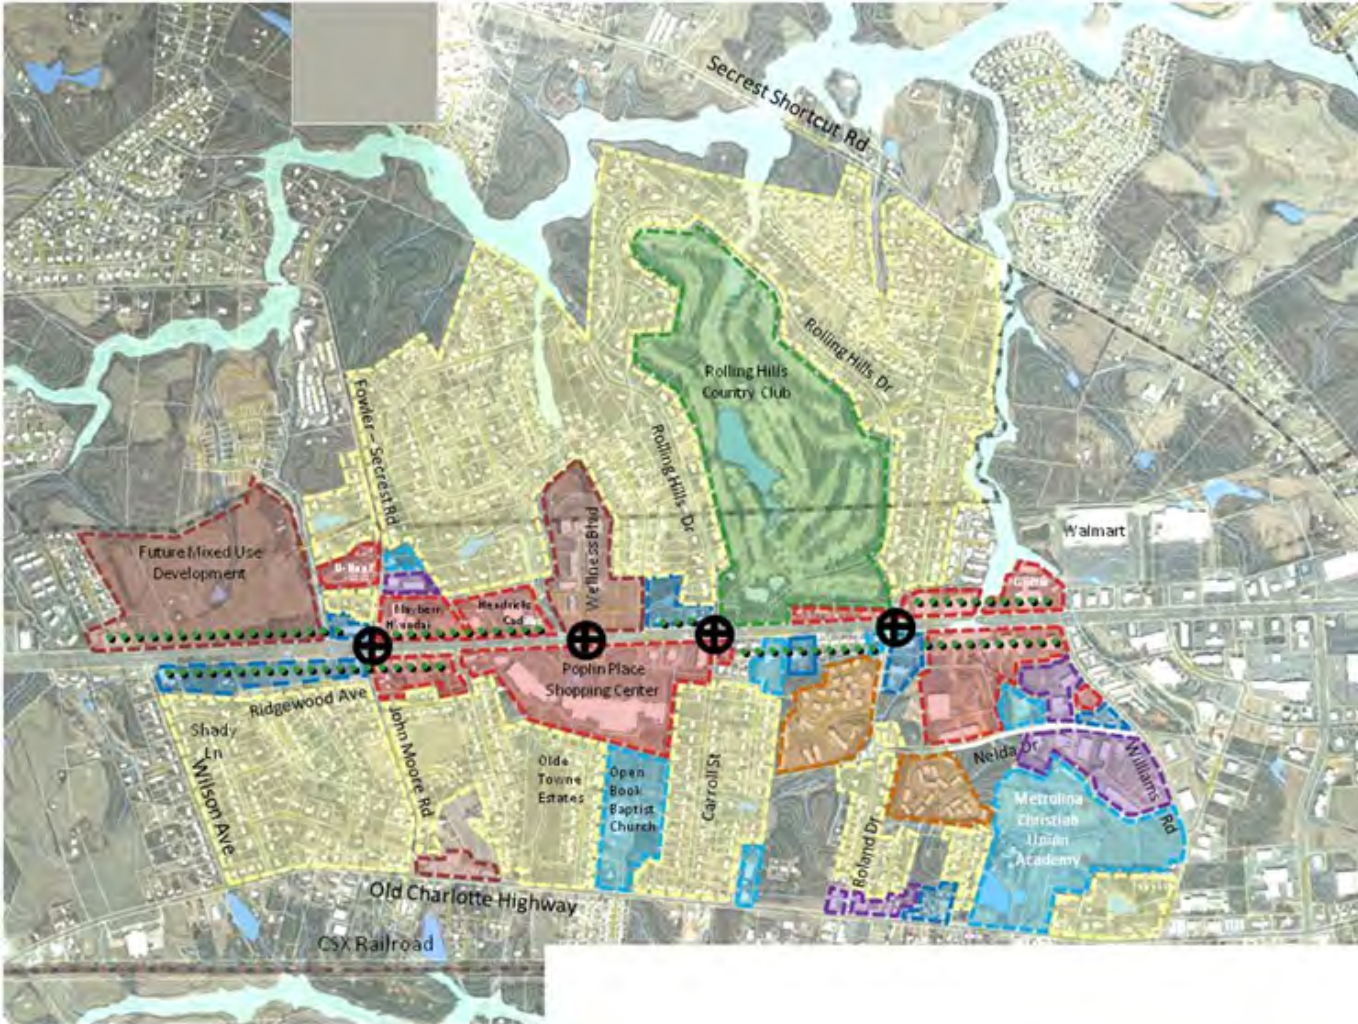 Secrest Shortcut Rd
Rolling Hills
Country Club
Rolling Hills Dr
Fowler – Secrest Rd
Rolling Hills Dr
Wellness Blvd
Walmart
Future Mixed Use
Development
Hendricks
Poplin Place
Shopping Center
Ridgewood Ave
Shady
Ln
Wilson Ave
John Moore Rd
Olde
Towne
Estates
Open
Book
Baptist
Church
Carroll St
Roland Dr
Nelda Dr
Williams
Rd
Metrolina
Christian
Union
Academy
Old Charlotte Highway
CSX Railroad